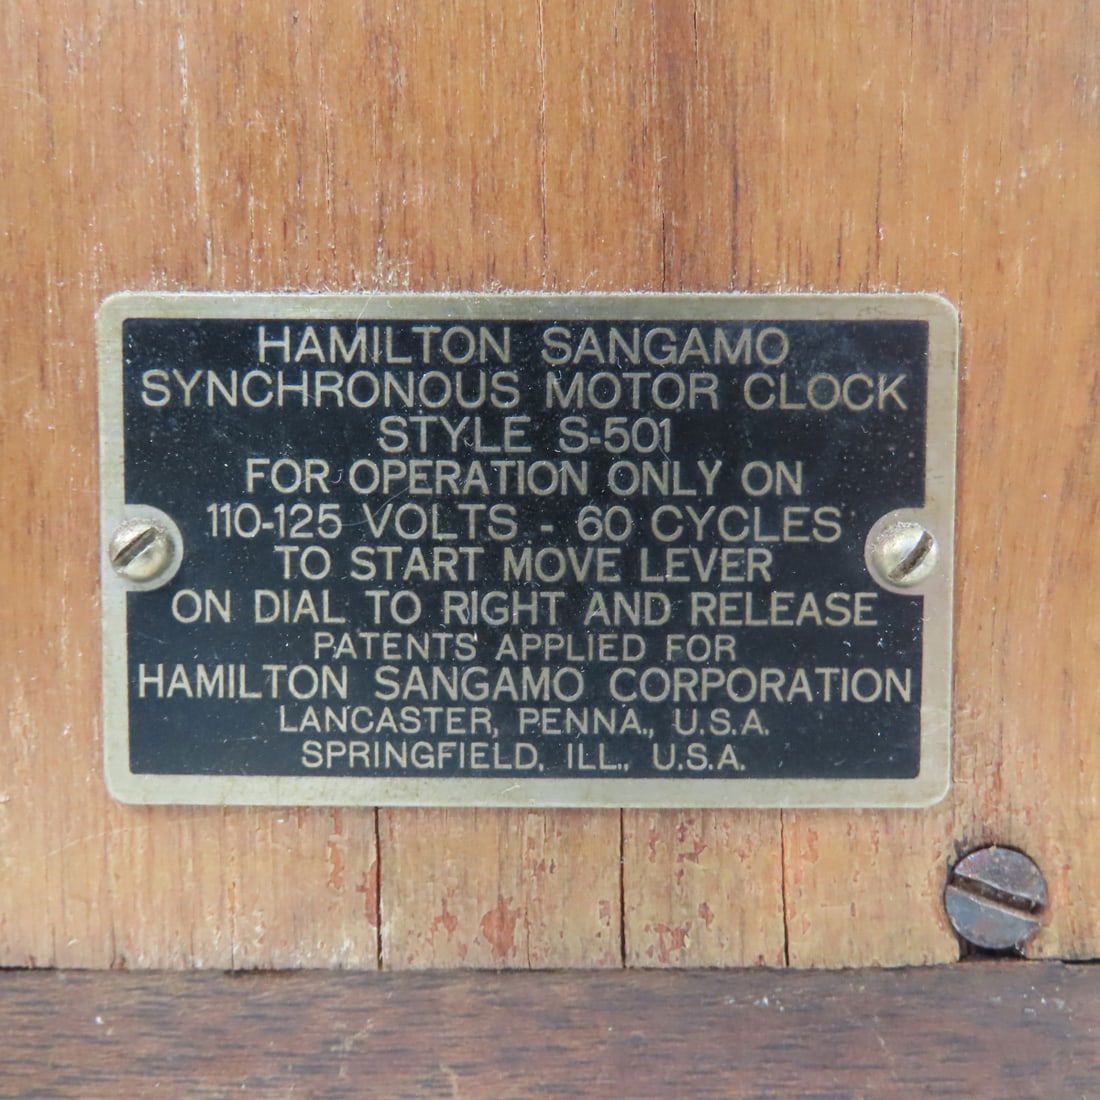 HAMILTON SANGAMO
SYNCHRONOUS MOTOR CLOCK
STYLE S-501
FOR OPERATION ONLY ON
110-125 VOLTS - 60 CYCLES
TO START MOVE LEVER
ON DIAL TO RIGHT AND RELEASE
PATENTS APPLIED FOR
HAMILTON SANGAMO CORPORATION
LANCASTER, PENNA., U.S.A.
SPRINGFIELD, ILL., U.S.A.